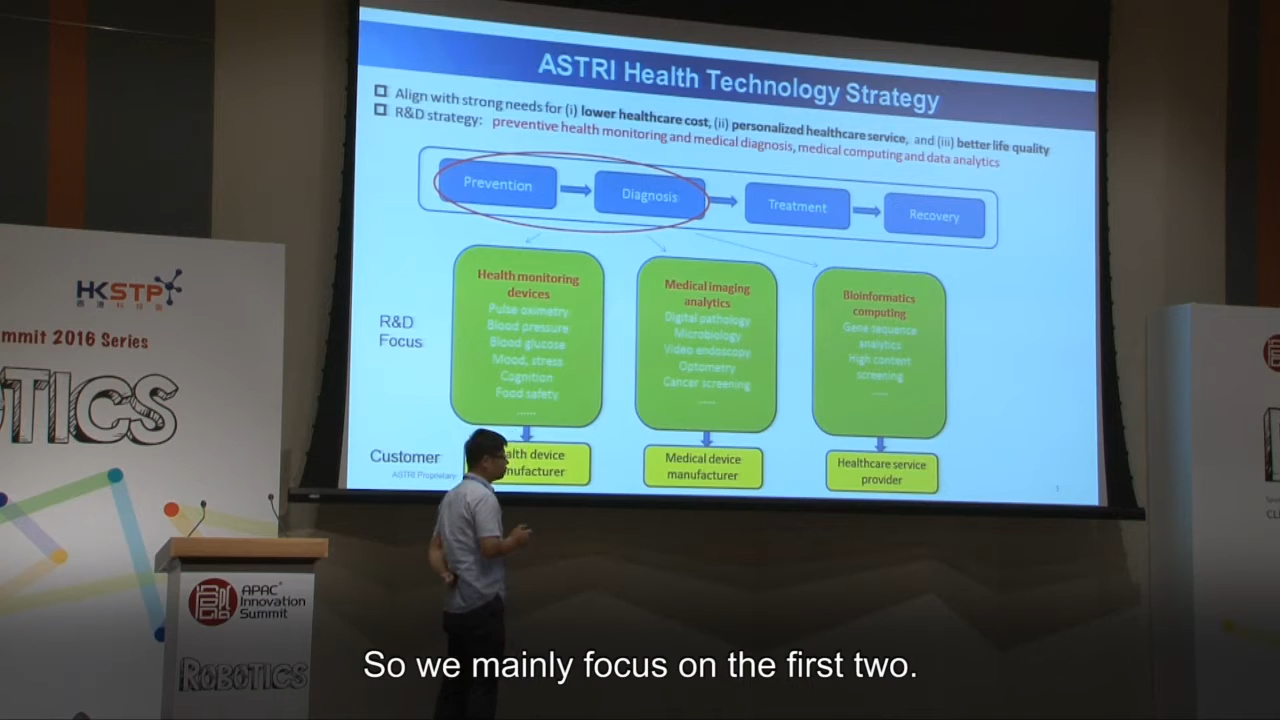 ASTRI Health Technology Strategy
Align with strong needs for (i) lower healthcare cost, (ii) personalized healthcare service, and (iii) better life quality
R&D strategy: preventive health monitoring and medical diagnosis, medical computing and data analytics
Prevention
Diagnosis
Treatment
Recovery
R&D
Focus
Health monitoring
devices
Pulse oximetry
Blood pressure
Blood glucose
Mood, stress
Cognition
Food safety
......
Medical imaging
analytics
Digital pathology
Microbiology
Video endoscopy
Optometry
Cancer screening
......
Bioinformatics
computing
Gene sequence
analytics
High content
screening
......
Customer
ASTRI Proprietary
Medical device
manufacturer
Healthcare service
provider
HKSTP
mmit 2016 Series
OTICS
APAC
Innovation
Summit
ROBOTICS
So we mainly focus on the first two.